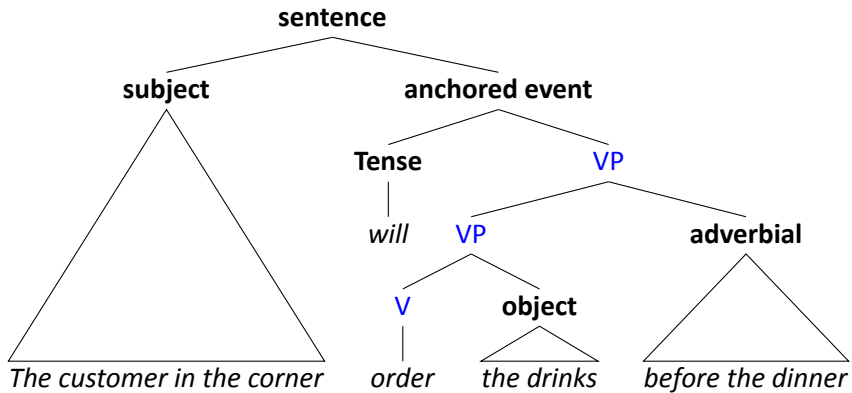 sentence
subject anchored event
Tense VP
will VP adverbial
V object
The customer in the corner order the drinks before the dinner